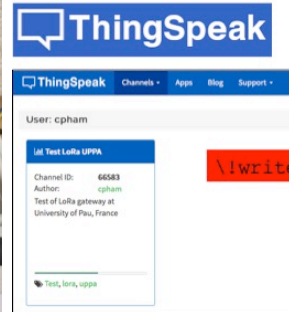 ThingSpeak
ThingSpeak Channels Apps Blog Support
User: cpham
Test LoRa UPPA
Channel ID: 66583
Author: cpham
Test of LoRa gateway at
University of Pau, France
\!write
Test, lora, uppa